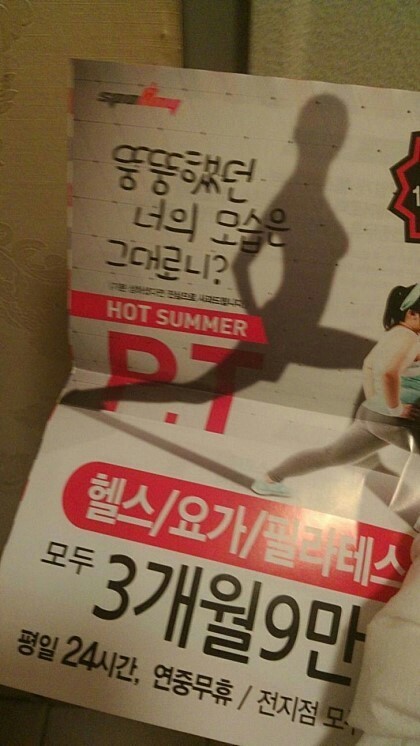 뚱뚱했던
너의 모습은
그대로니?
HOT SUMMER
P.T
헬스/요가/필라테스
모두 3개월9만
평일 24시간, 연중무휴 / 전지점 모두